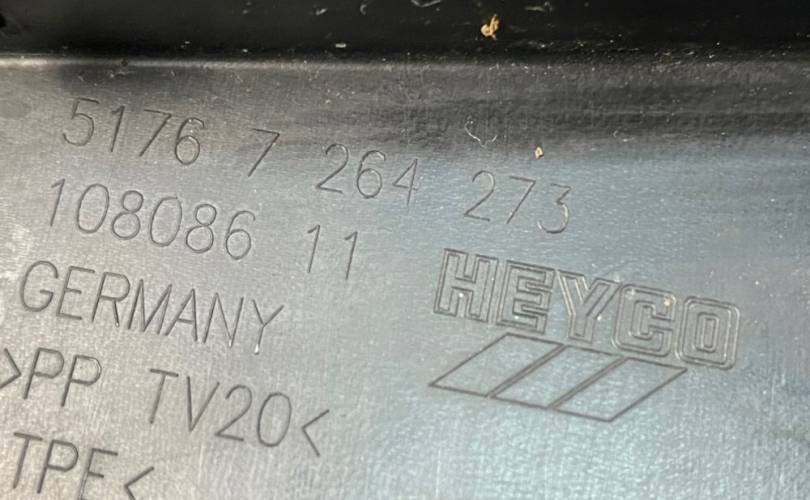 5176 7 264 273
108086 11
HEYCO
GERMANY
>PP TV20<
TPE<